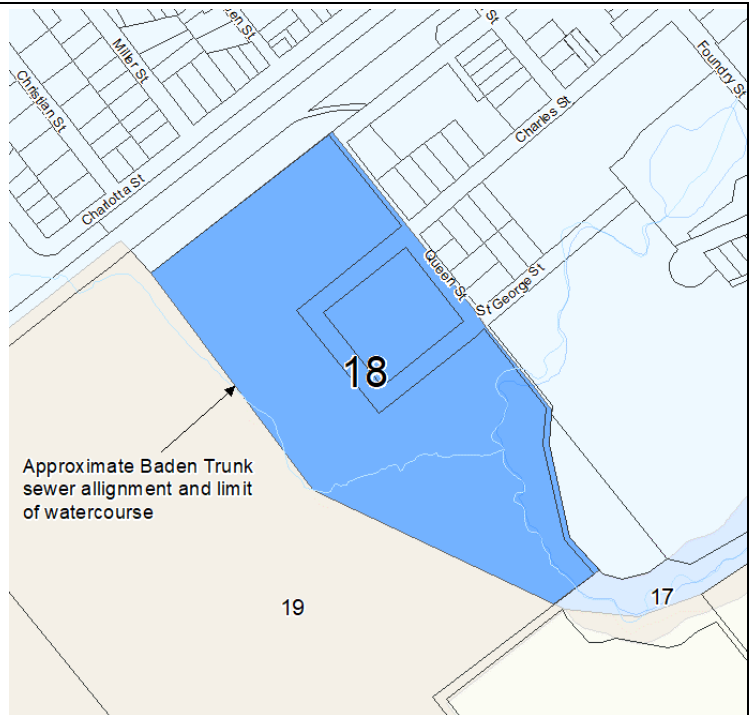 Miller St
Christian St
Charlotta St
Charles St
Foundry St
Queen St
St George St
18
Approximate Baden Trunk
sewer allignment and limit
of watercourse
19
17